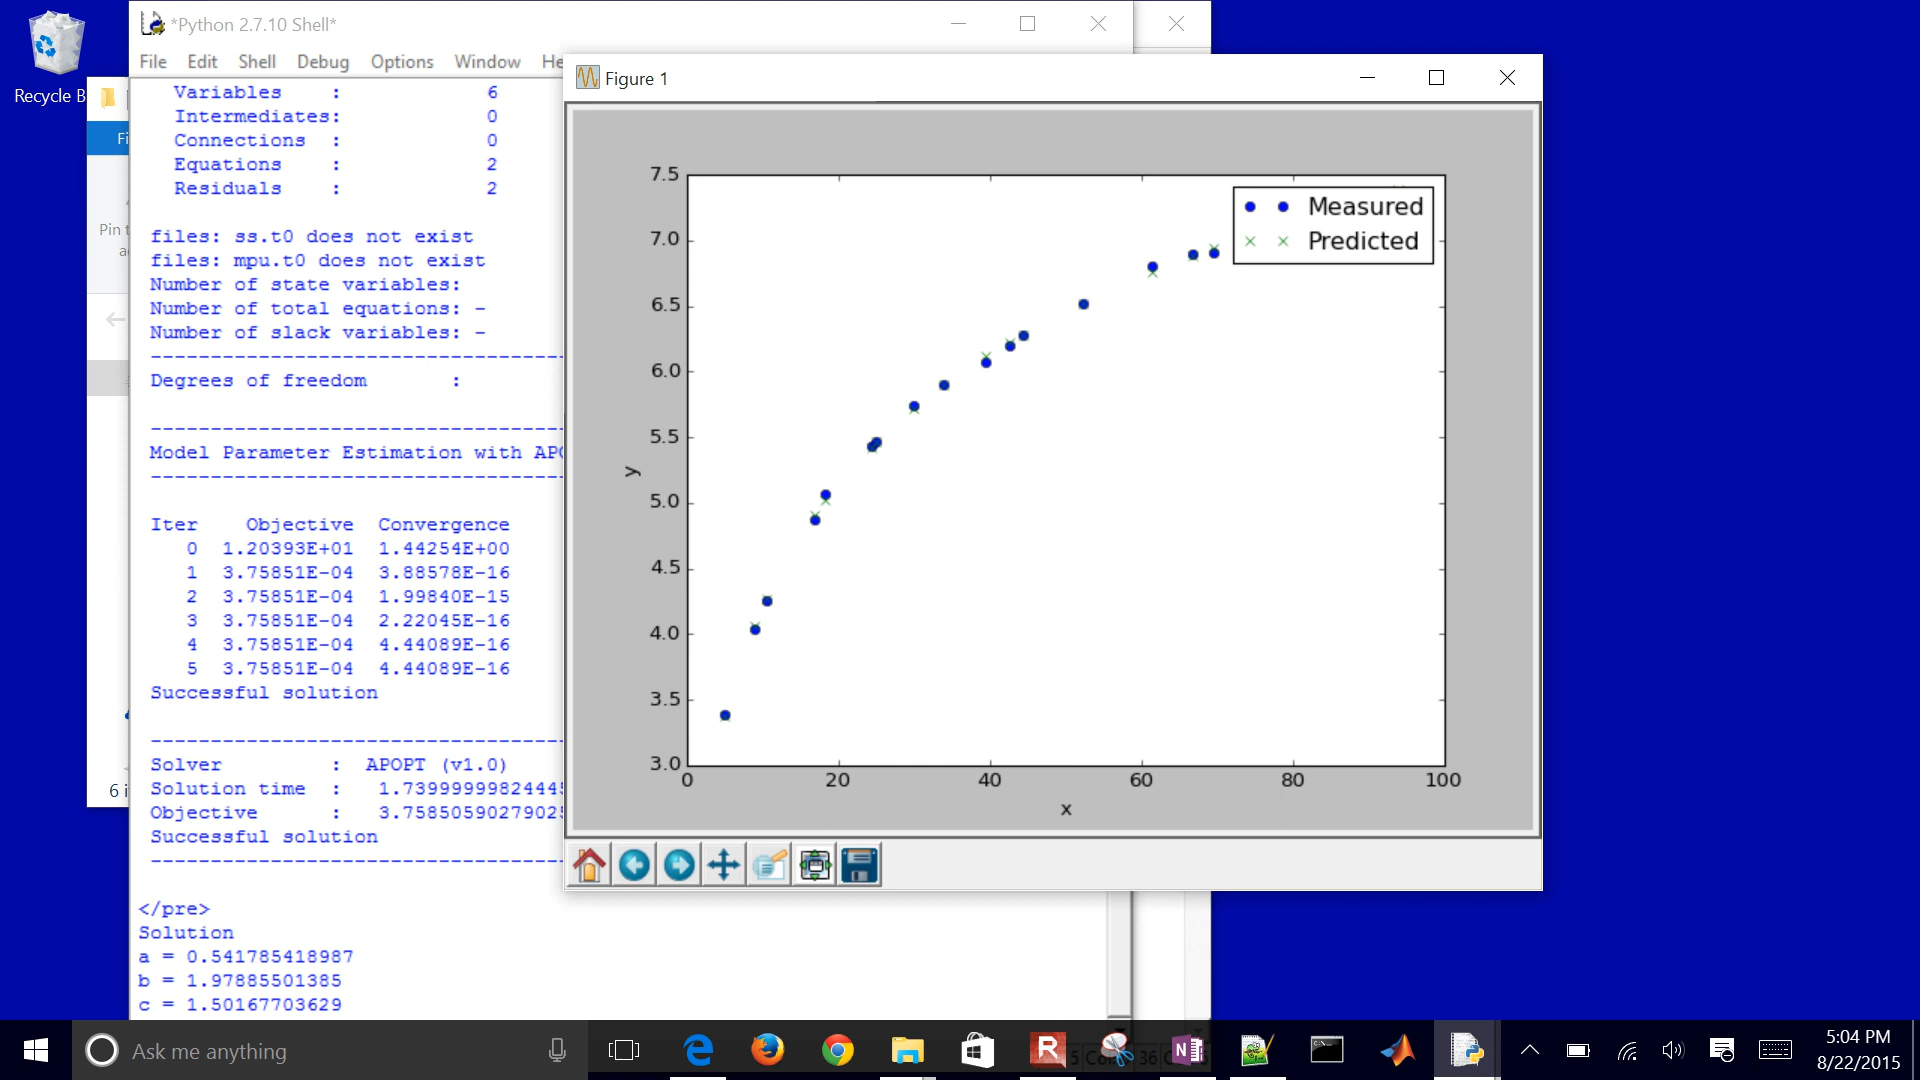 Recycle B
*Python 2.7.10 Shell*
File Edit Shell Debug Options Window He
Fi
Pin t
6 i
Variables : 6
Intermediates: 0
Connections : 0
Equations : 2
Residuals : 2
files: ss.t0 does not exist
files: mpu.t0 does not exist
Number of state variables:
Number of total equations: -
Number of slack variables: -
----------------------------------
Degrees of freedom :
----------------------------------
Model Parameter Estimation with APO
----------------------------------
Iter Objective Convergence
0 1.20393E+01 1.44254E+00
1 3.75851E-04 3.88578E-16
2 3.75851E-04 1.99840E-15
3 3.75851E-04 2.22045E-16
4 3.75851E-04 4.44089E-16
5 3.75851E-04 4.44089E-16
Successful solution
----------------------------------
Solver : APOPT (v1.0)
Solution time : 1.73999999824445
Objective : 3.75850590279025
Successful solution
----------------------------------
</pre>
Solution
a = 0.541785418987
b = 1.97885501385
c = 1.50167703629
Figure 1
7.5
7.0
6.5
6.0
5.5
5.0
4.5
4.0
3.5
3.0
y
Measured
Predicted
0 20 40 60 80 100
x
Ask me anything
5:04 PM
8/22/2015